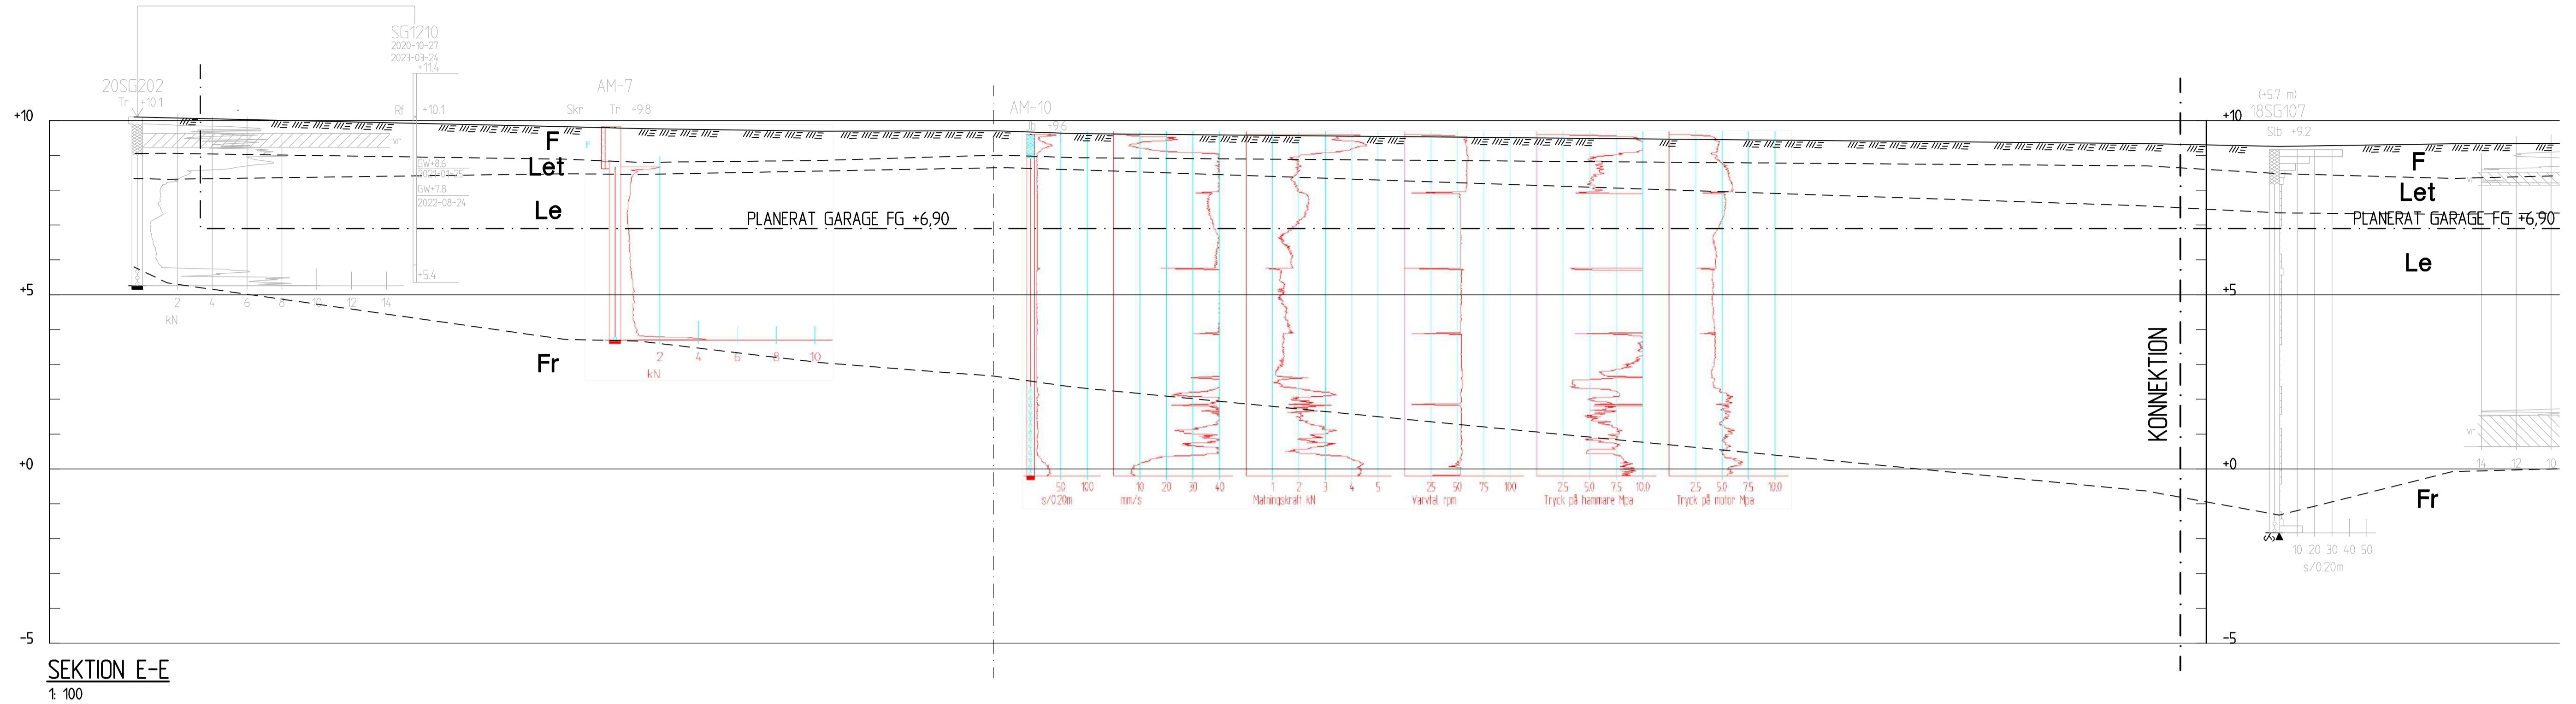 SG1210
2020-10-27
2023-03-24
+11.4
20SG202
Tr +10.1
Rf +10.1
AM-7
Skr Tr +9.8
AM-10
Jb +9.6
(+5.7 m)
18SG107
Slb +9.2
+10
+10
vr
F
F
F
GW+8.6
2021-01-25
Let
Let
vr
GW+7.8
2022-08-24
Le
PLANERAT GARAGE FG +6,90
PLANERAT GARAGE FG +6,90
Le
+5.4
+5
+5
2 4 6 8 10 12 14
kN
Fr
2 4 6 8 10
kN
KONNEKTION
vr
+0
+0
14 12 10
50 100
s/0.20m
10 20 30 40
mm/s
1 2 3 4 5
Matningskraft kN
25 50 75 100
Varvtal rpm
2.5 5.0 7.5 10.0
Tryck på hammare Mpa
2.5 5.0 7.5 10.0
Tryck på motor Mpa
Fr
10 20 30 40 50
s/0.20m
-5
-5
SEKTION E-E
1: 100